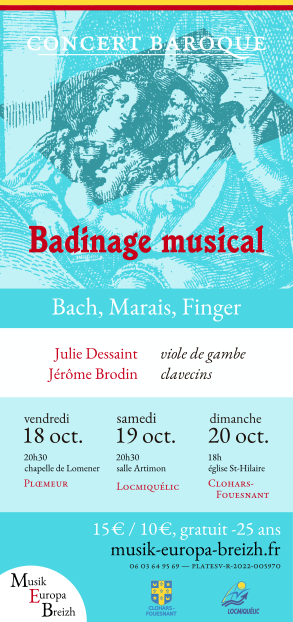 CONCERT BAROQUE
Badinage musical
Bach, Marais, Finger
Julie Dessaint viole de gambe
Jérôme Brodin clavecins
vendredi
18 oct.
20h30
chapelle de Lomener
Plœmeur
samedi
19 oct.
20h30
salle Artimon
Locmiquélic
dimanche
20 oct.
18h
église St-Hilaire
Clohars-
Fouesnant
15 € / 10 €, gratuit -25 ans
musik-europa-breizh.fr
06 03 64 95 69 — PLATESV-R-2022-005970
Musik
Europa
Breizh
CLOHARS-
FOUESNANT
LOCMIQUÉLIC